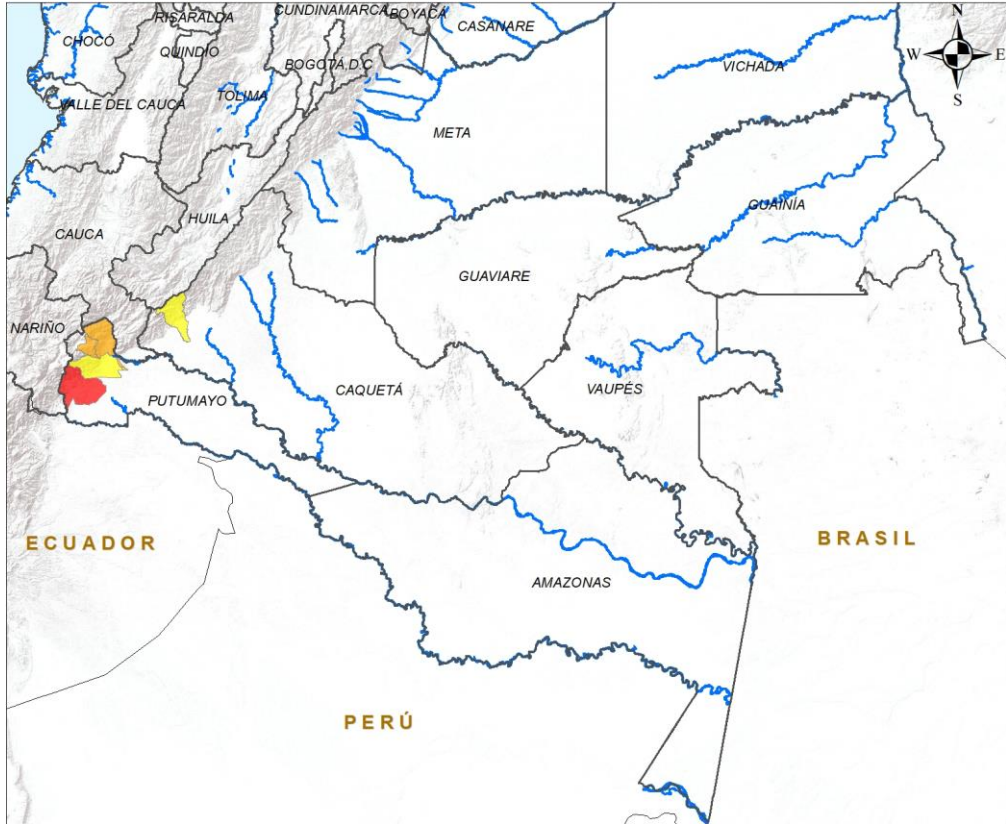 CUNDINAMARCA
BOYACÁ
RISARALDA
CASANARE
N
CHOCÓ
QUINDÍO
BOGOTÁ D.C
W
E
VICHADA
VALLE DEL CAUCA
TOLIMA
S
META
GUAINÍA
HUILA
CAUCA
GUAVIARE
NARIÑO
VAUPÉS
CAQUETÁ
PUTUMAYO
ECUADOR
BRASIL
AMAZONAS
PERÚ